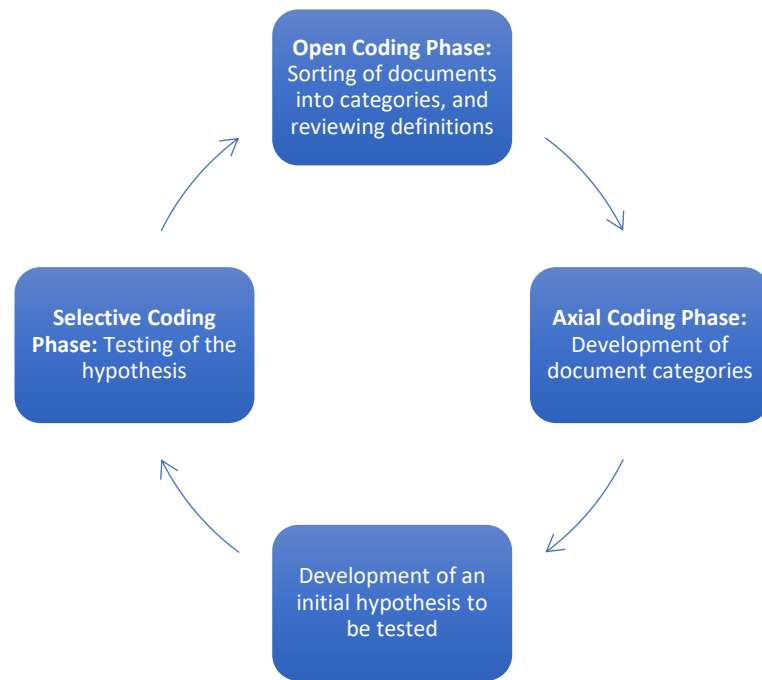 Open Coding Phase:
Sorting of documents
into categories, and
reviewing definitions
Axial Coding Phase:
Development of
document categories
Development of an
initial hypothesis to
be tested
Selective Coding
Phase: Testing of the
hypothesis